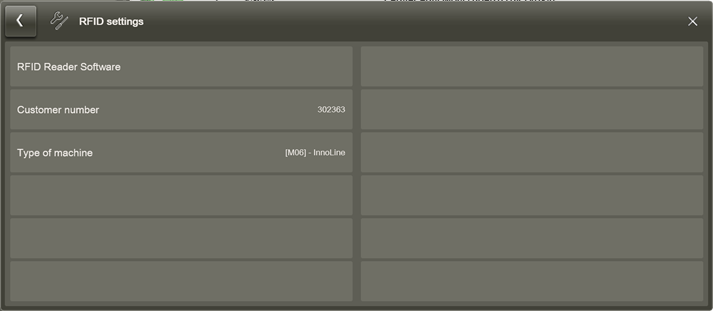 RFID settings
RFID Reader Software
Customer number 302363
Type of machine [M06] - InnoLine